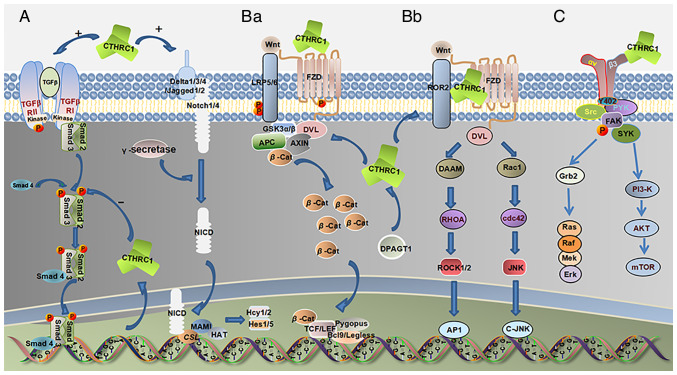 A
+
CTHRC1
+
TGFβ
TGFβ
RII
TGFβ
RI
Kinase
Kinase
P
Smad 3
Smad 2
Delta1/3/4
/Jagged1/2
Notch1/4
γ-secretase
Smad 4
P
P
Smad 3
Smad 2
−
NICD
P
P
Smad 4
Smad 3
Smad 2
CTHRC1
NICD
P
P
Smad 4
Smad 3
Smad 2
CSL
MAMI
HAT
Hcy1/2
Hes1/5
Ba
Wnt
CTHRC1
LRP5/6
FZD
P
P
P
GSK3α/β
DVL
APC
AXIN
β-Cat
CTHRC1
β-Cat
β-Cat
β-Cat
β-Cat
β-Cat
DPAGT1
β-Cat
TCF/LEF
Pygopus
Bcl9/Legless
Bb
Wnt
ROR2
CTHRC1
FZD
DVL
DAAM
Rac1
RHOA
cdc42
ROCK1/2
JNK
AP1
C-JNK
C
CTHRC1
αv
β3
Y402
Src
FAK
P
SYK
Grb2
PI3-K
Ras
Raf
Mek
Erk
AKT
mTOR